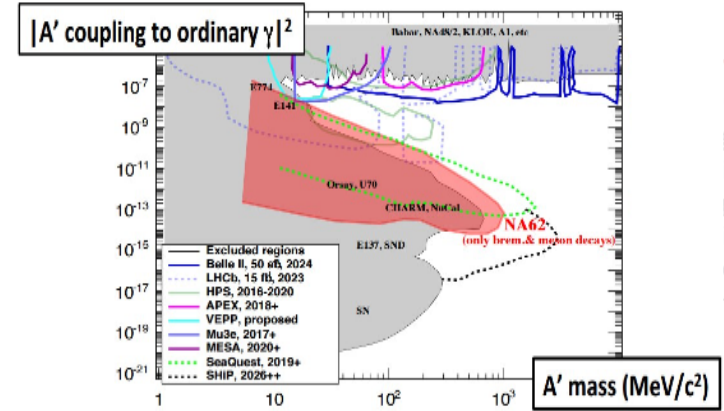 |A’ coupling to ordinary γ|²
Babar, NA48/2, KLOE, A1, etc
10⁻⁷
E774
E141
10⁻⁹
10⁻¹¹
Orsay, U70
10⁻¹³
CHARM, NuCal
NA62
(only brem.& meson decays)
10⁻¹⁵
E137, SND
Excluded regions
Belle II, 50 ab, 2024
LHCb, 15 fb, 2023
10⁻¹⁷
HPS, 2016-2020
APEX, 2018+
SN
VEPP, proposed
10⁻¹⁹
Mu3e, 2017+
MESA, 2020+
SeaQuest, 2019+
10⁻²¹
SHIP, 2026++
1 10 10² 10³
A’ mass (MeV/c²)